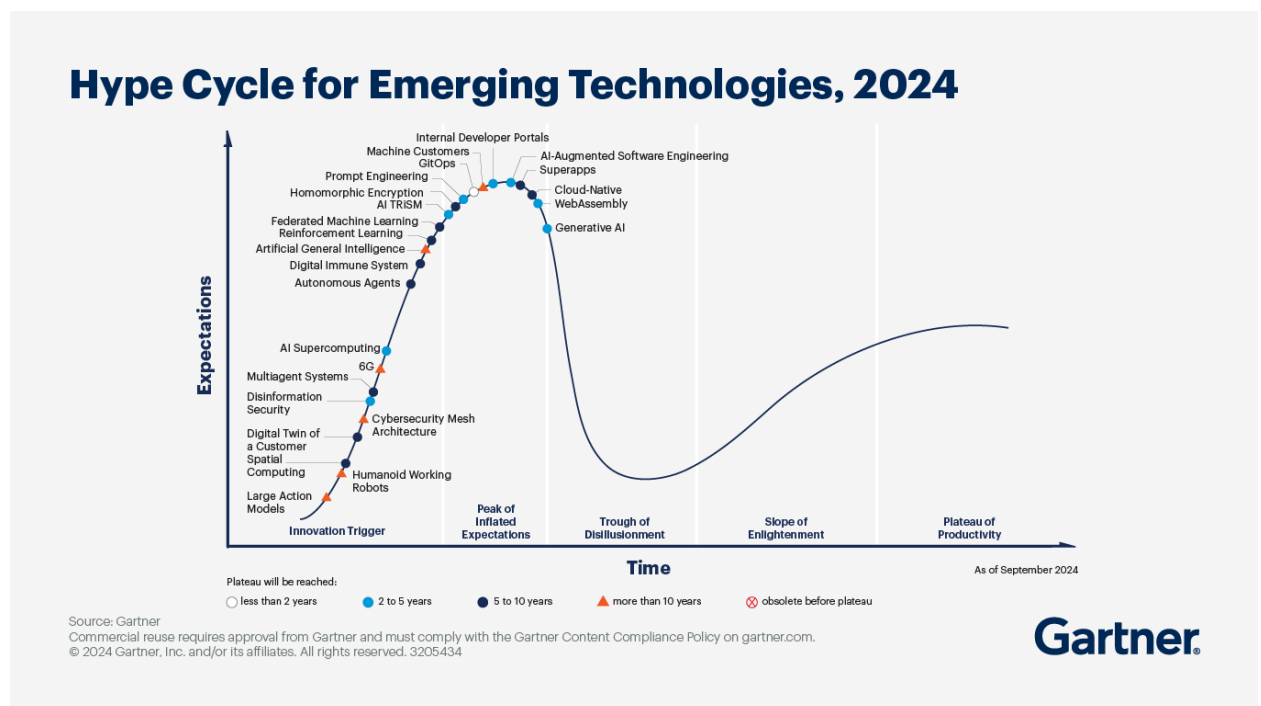 Hype Cycle for Emerging Technologies, 2024
Expectations
Internal Developer Portals
Machine Customers
GitOps
Prompt Engineering
Homomorphic Encryption
AI TRiSM
Federated Machine Learning
Reinforcement Learning
Artificial General Intelligence
Digital Immune System
Autonomous Agents
AI Supercomputing
6G
Multiagent Systems
Disinformation
Security
Digital Twin of
a Customer
Spatial
Computing
Large Action
Models
AI-Augmented Software Engineering
Superapps
Cloud-Native
WebAssembly
Generative AI
Cybersecurity Mesh
Architecture
Humanoid Working
Robots
Innovation Trigger
Peak of
Inflated
Expectations
Trough of
Disillusionment
Slope of
Enlightenment
Plateau of
Productivity
Time
As of September 2024
Plateau will be reached:
less than 2 years 2 to 5 years 5 to 10 years more than 10 years obsolete before plateau
Source: Gartner
Commercial reuse requires approval from Gartner and must comply with the Gartner Content Compliance Policy on gartner.com.
© 2024 Gartner, Inc. and/or its affiliates. All rights reserved. 3205434
Gartner®